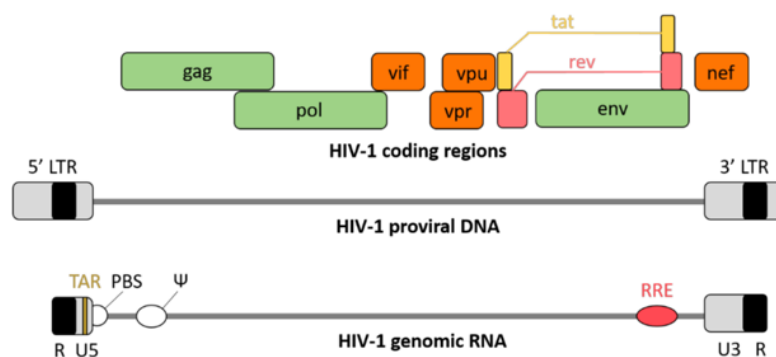 tat
gag vif vpu rev nef
pol vpr env
HIV-1 coding regions
5' LTR 3' LTR
HIV-1 proviral DNA
TAR PBS Ψ RRE
R U5 U3 R
HIV-1 genomic RNA